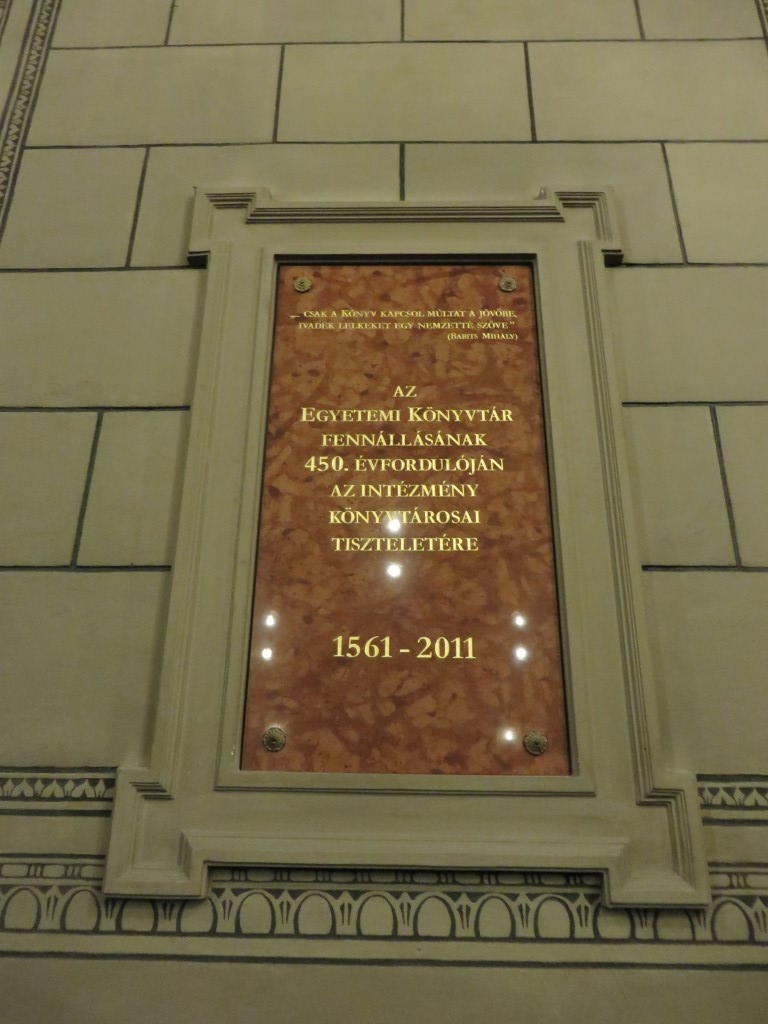 „... CSAK A KÖNYV KAPCSOL MÚLTAT A JÖVŐBE,
IVADÉK LELKEKET EGY NEMZETTÉ SZŐVE"
(BABITS MIHÁLY)
AZ
EGYETEMI KÖNYVTÁR
FENNÁLLÁSÁNAK
450. ÉVFORDULÓJÁN
AZ INTÉZMÉNY
KÖNYVTÁROSAI
TISZTELETÉRE
1561 - 2011